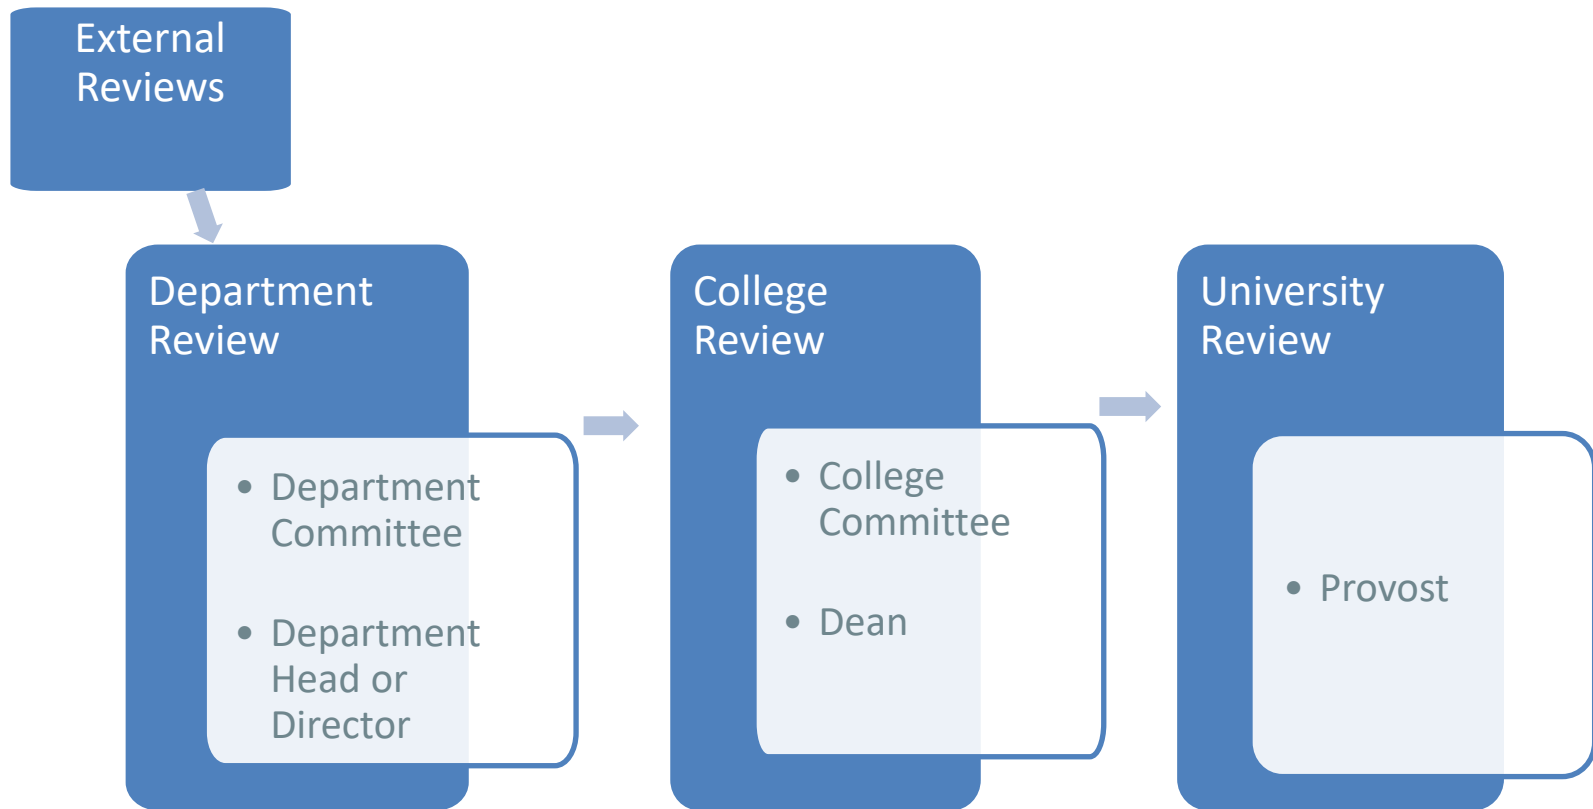 External
Reviews
Department
Review
• Department
Committee
• Department
Head or
Director
College
Review
• College
Committee
• Dean
University
Review
• Provost